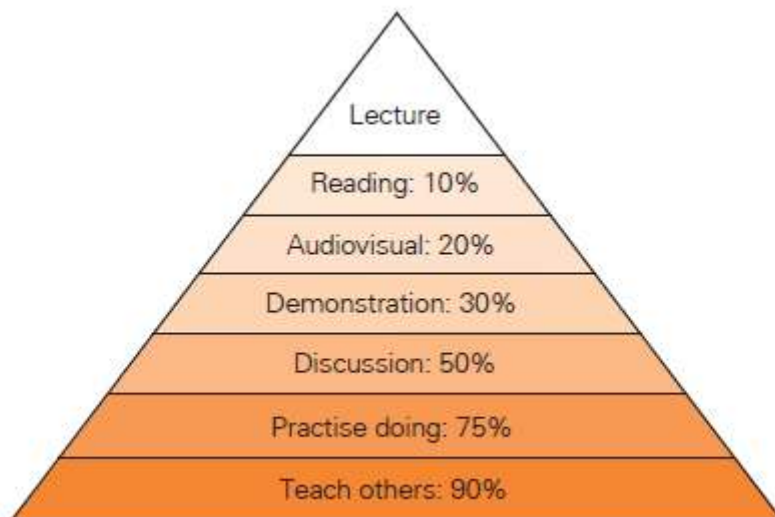 Lecture
Reading: 10%
Audiovisual: 20%
Demonstration: 30%
Discussion: 50%
Practise doing: 75%
Teach others: 90%